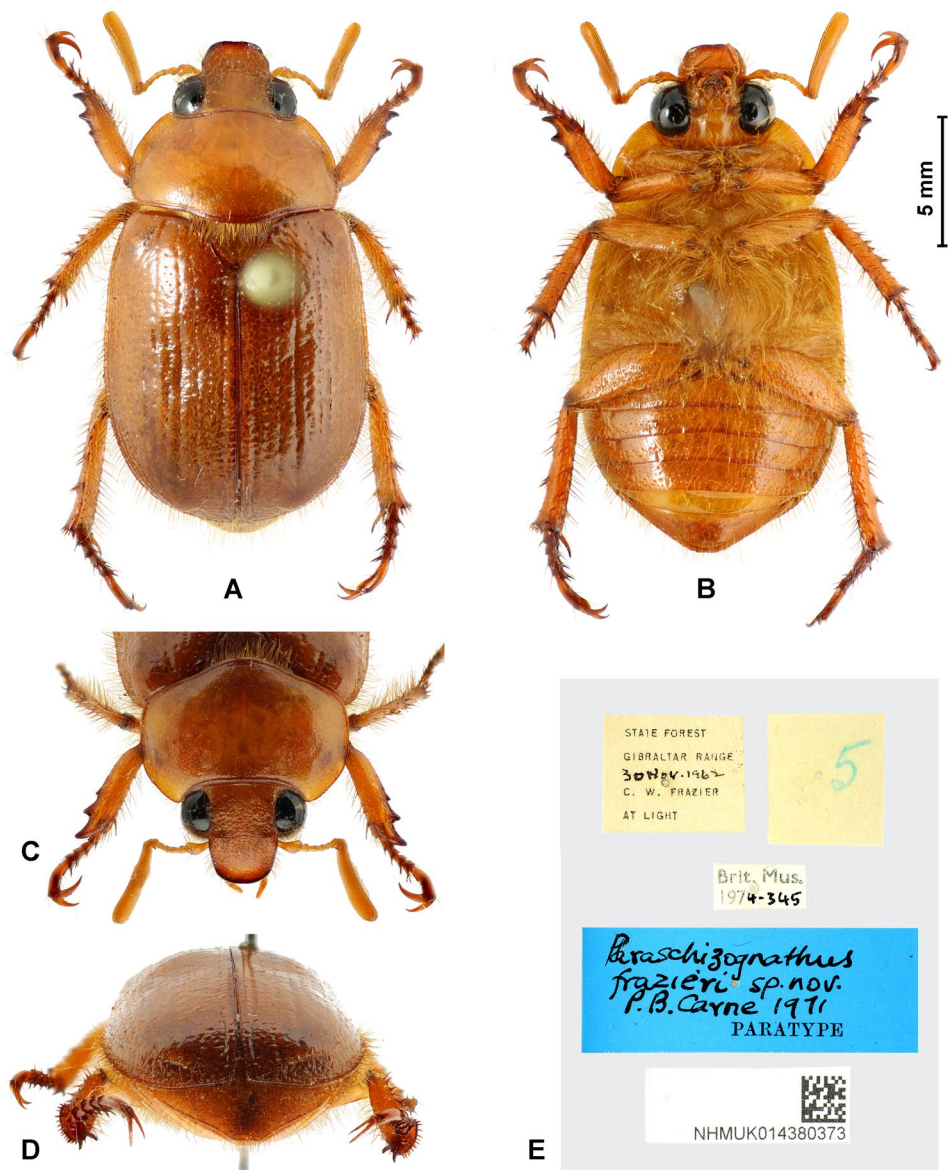 A
B
5 mm
C
D
E
STATE FOREST
GIBRALTAR RANGE
30 NOV. 1962
C. W. FRAZIER
AT LIGHT
5
Brit. Mus.
1974-345
Paraschizognathus
frazieri sp. nov.
P.B. Carne 1971
PARATYPE
NHMUK014380373